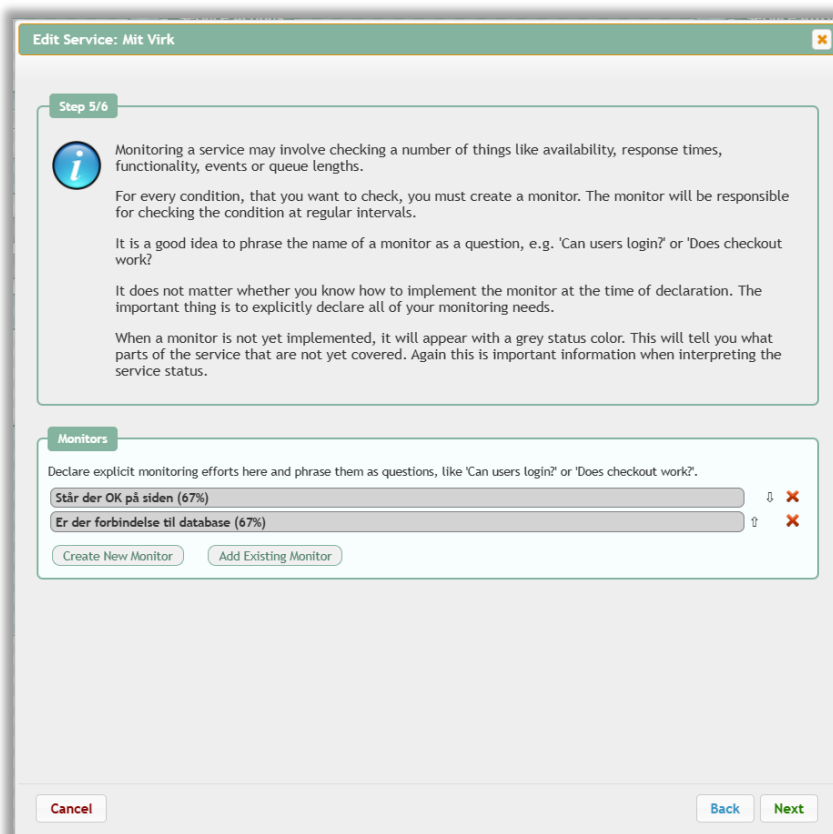 Edit Service: Mit Virk
Step 5/6
Monitoring a service may involve checking a number of things like availability, response times,
functionality, events or queue lengths.
For every condition, that you want to check, you must create a monitor. The monitor will be responsible
for checking the condition at regular intervals.
It is a good idea to phrase the name of a monitor as a question, e.g. 'Can users login?' or 'Does checkout
work?
It does not matter whether you know how to implement the monitor at the time of declaration. The
important thing is to explicitly declare all of your monitoring needs.
When a monitor is not yet implemented, it will appear with a grey status color. This will tell you what
parts of the service that are not yet covered. Again this is important information when interpreting the
service status.
Monitors
Declare explicit monitoring efforts here and phrase them as questions, like 'Can users login?' or 'Does checkout work?'.
Står der OK på siden (67%)
Er der forbindelse til database (67%)
Create New Monitor Add Existing Monitor
Cancel Back Next